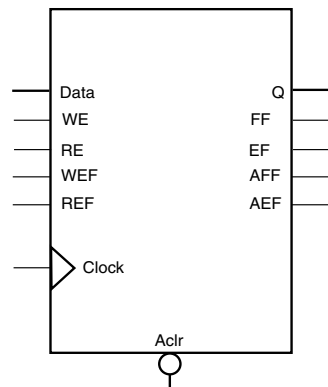 Data Q
WE FF
RE EF
WEF AFF
REF AEF
Clock
Aclr